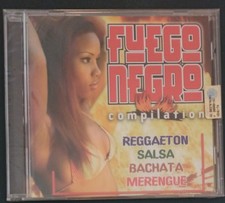 FUEGO
NEGRO
compilation
REGGAETON
SALSA
BACHATA
MERENGUE